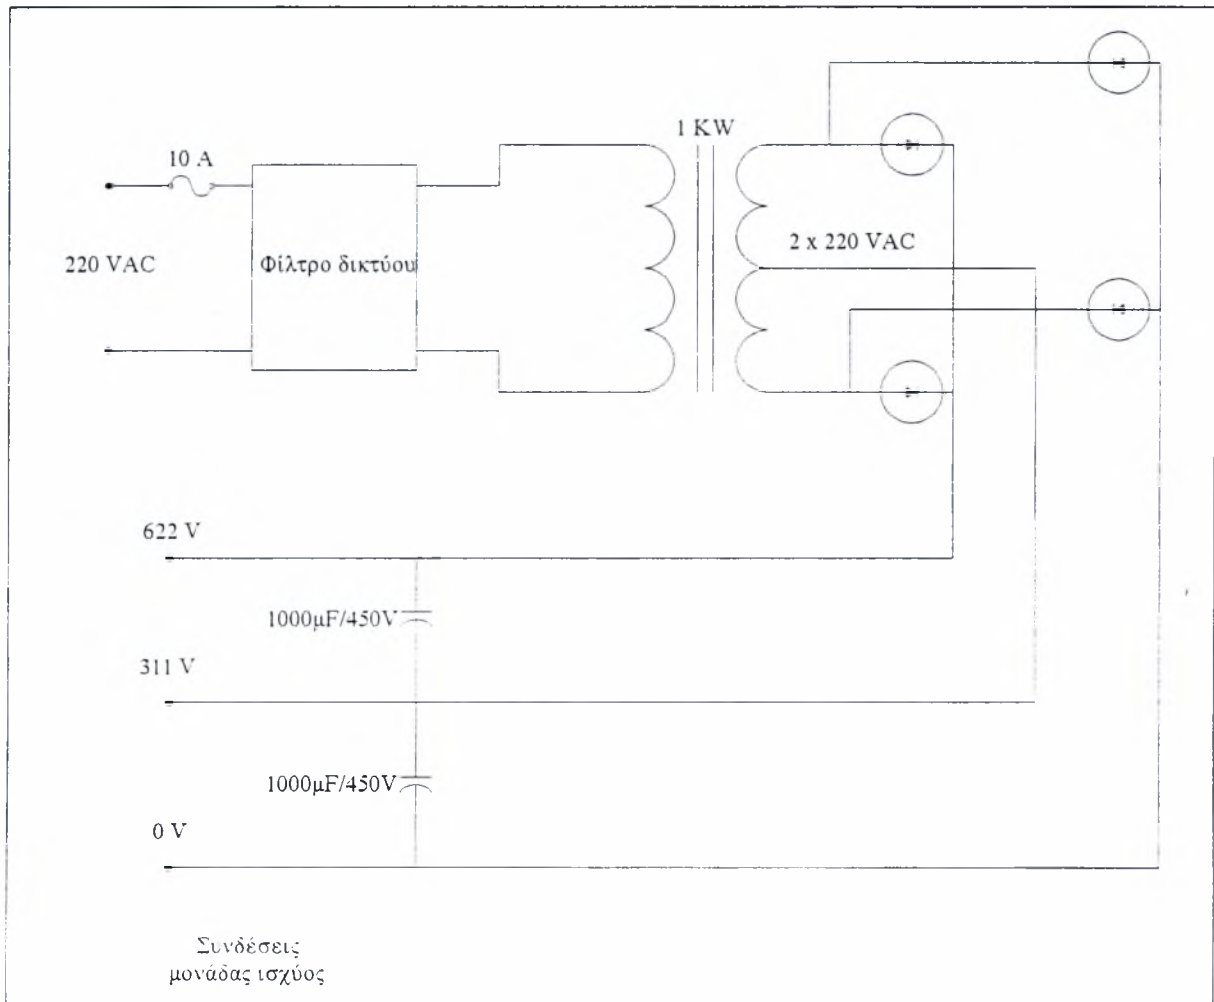 1 KW
10 A
220 VAC
Φίλτρο δικτύου
2 x 220 VAC
622 V
1000μF/450V
311 V
1000μF/450V
0 V
Συνδέσεις
μονάδας ισχύος